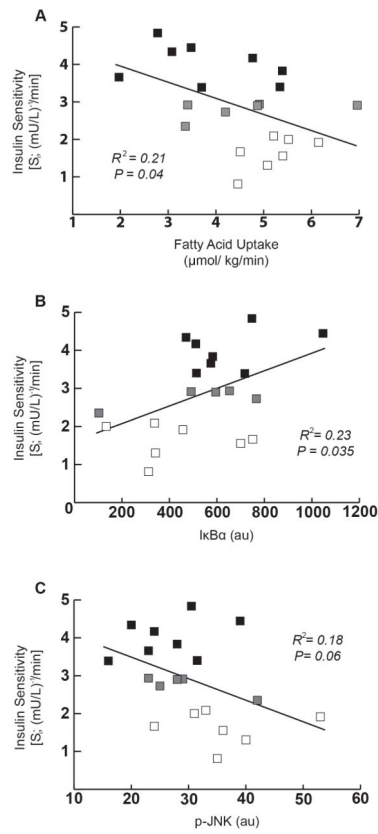 A
Insulin Sensitivity
[Sᵢ; (mU/L)⁻¹/min]
5
4
3
2
1
R²= 0.21
P = 0.04
1 2 3 4 5 6 7
Fatty Acid Uptake
(μmol/ kg/min)
B
Insulin Sensitivity
[Sᵢ; (mU/L)⁻¹/min]
5
4
3
2
1
0
R²= 0.23
P = 0.035
200 400 600 800 1000 1200
IκBα (au)
C
Insulin Sensitivity
[Sᵢ; (mU/L)⁻¹/min]
5
4
3
2
1
R²= 0.18
P= 0.06
10 20 30 40 50 60
p-JNK (au)